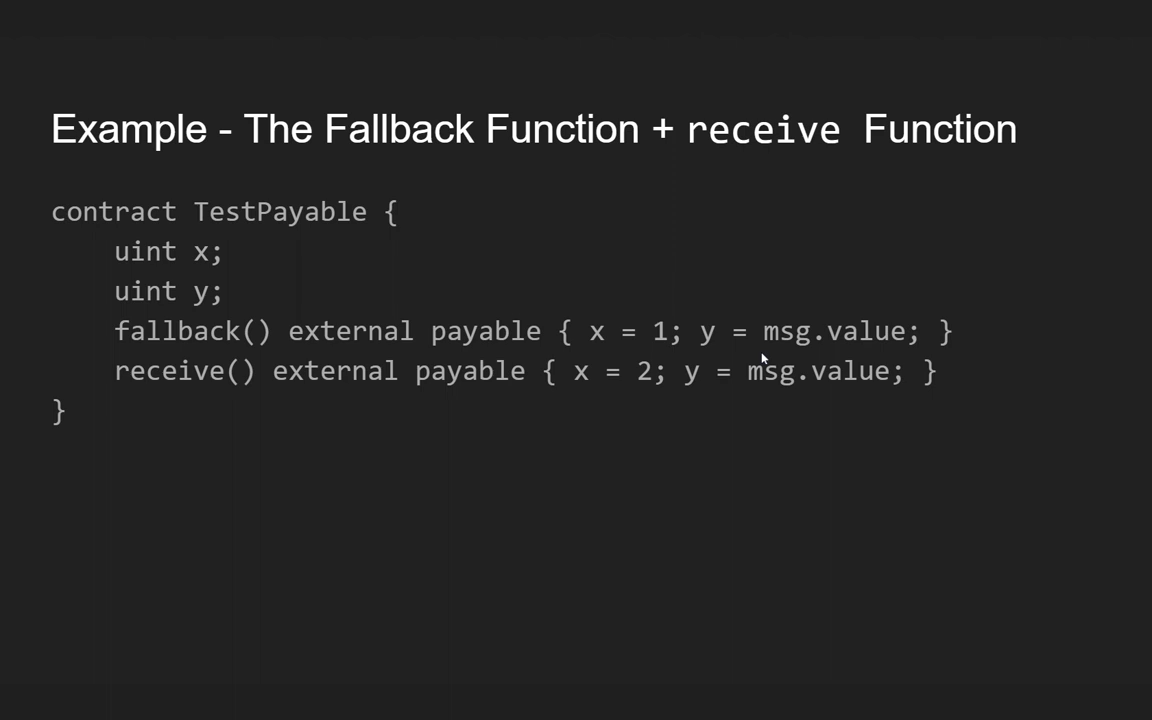 Example - The Fallback Function + receive Function
contract TestPayable {
uint x;
uint y;
fallback() external payable { x = 1; y = msg.value; }
receive() external payable { x = 2; y = msg.value; }
}